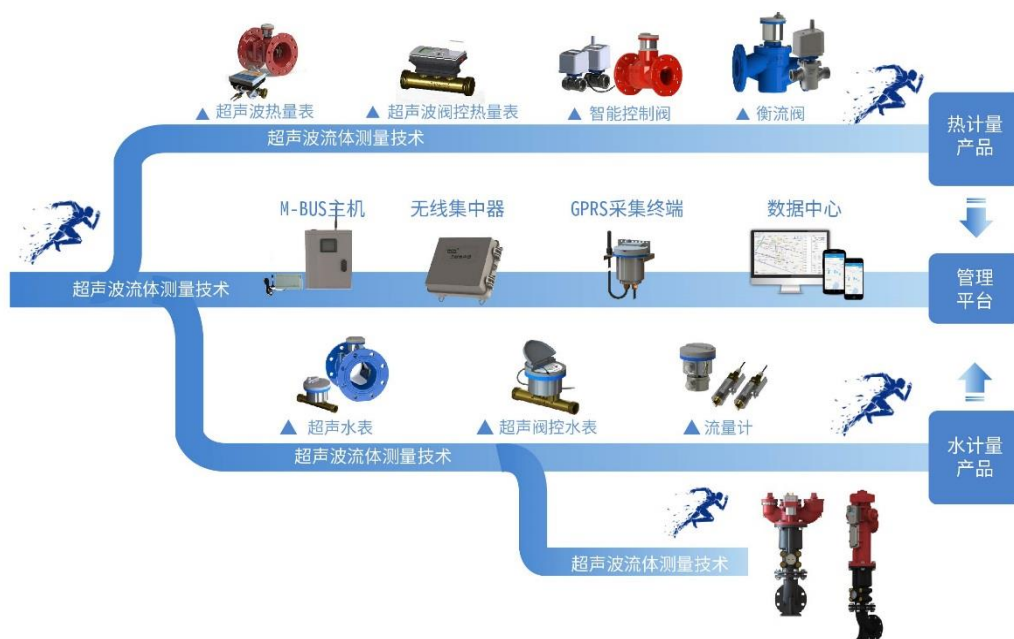 超声波热量表
超声波阀控热量表
智能控制阀
衡流阀
超声波流体测量技术
热计量
产品
M-BUS主机
无线集中器
GPRS采集终端
数据中心
超声波流体测量技术
管理
平台
超声水表
超声阀控水表
流量计
超声波流体测量技术
水计量
产品
超声波流体测量技术